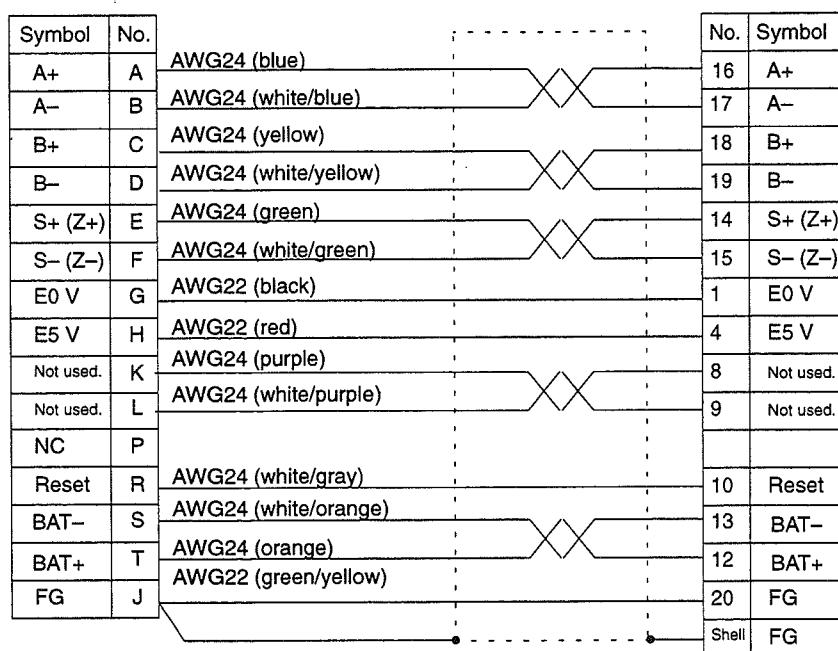 Symbol No. No. Symbol
A+ A AWG24 (blue) 16 A+
A– B AWG24 (white/blue) 17 A–
B+ C AWG24 (yellow) 18 B+
B– D AWG24 (white/yellow) 19 B–
S+ (Z+) E AWG24 (green) 14 S+ (Z+)
S– (Z–) F AWG24 (white/green) 15 S– (Z–)
E0 V G AWG22 (black) 1 E0 V
E5 V H AWG22 (red) 4 E5 V
Not used. K AWG24 (purple) 8 Not used.
Not used. L AWG24 (white/purple) 9 Not used.
NC P
Reset R AWG24 (white/gray) 10 Reset
BAT– S AWG24 (white/orange) 13 BAT–
BAT+ T AWG24 (orange) 12 BAT+
FG J AWG22 (green/yellow) 20 FG
Shell FG